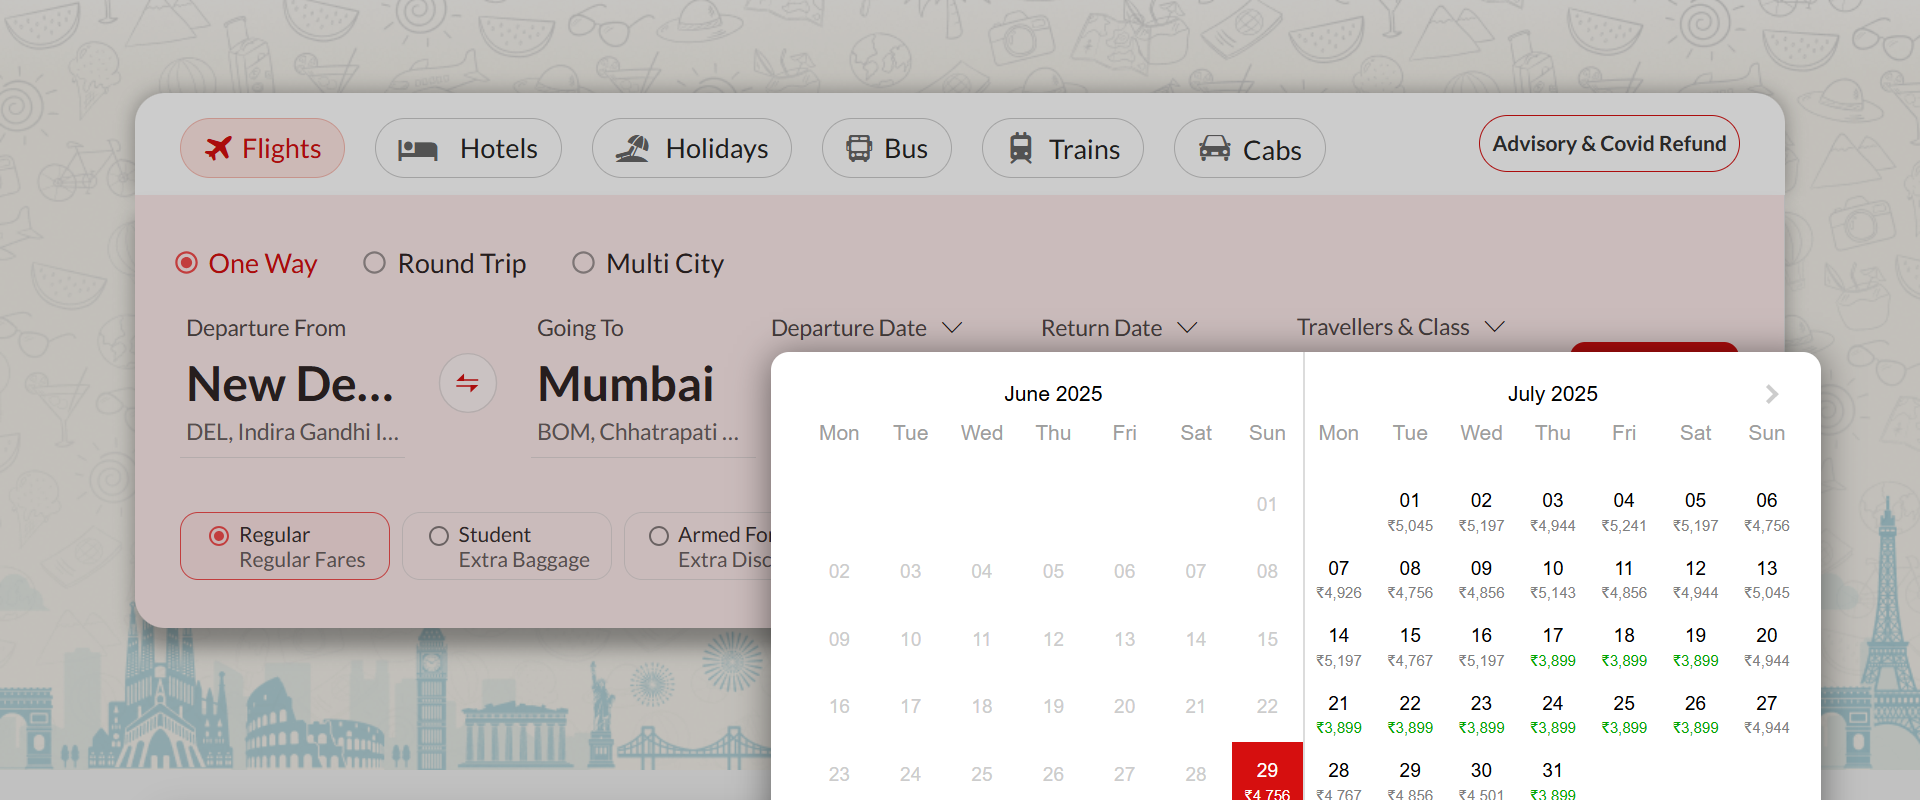 Flights Hotels Holidays Bus Trains Cabs Advisory & Covid Refund
One Way Round Trip Multi City
Departure From Going To Departure Date Return Date Travellers & Class
New De... Mumbai
DEL, Indira Gandhi I... BOM, Chhatrapati ...
Regular Student Armed For
Regular Fares Extra Baggage Extra Disc
June 2025
Mon Tue Wed Thu Fri Sat Sun
01
02 03 04 05 06 07 08
09 10 11 12 13 14 15
16 17 18 19 20 21 22
23 24 25 26 27 28 29
₹4,756
July 2025
Mon Tue Wed Thu Fri Sat Sun
01 02 03 04 05 06
₹5,045 ₹5,197 ₹4,944 ₹5,241 ₹5,197 ₹4,756
07 08 09 10 11 12 13
₹4,926 ₹4,756 ₹4,856 ₹5,143 ₹4,856 ₹4,944 ₹5,045
14 15 16 17 18 19 20
₹5,197 ₹4,767 ₹5,197 ₹3,899 ₹3,899 ₹3,899 ₹4,944
21 22 23 24 25 26 27
₹3,899 ₹3,899 ₹3,899 ₹3,899 ₹3,899 ₹3,899 ₹4,944
28 29 30 31
₹4,767 ₹4,856 ₹4,501 ₹3,899